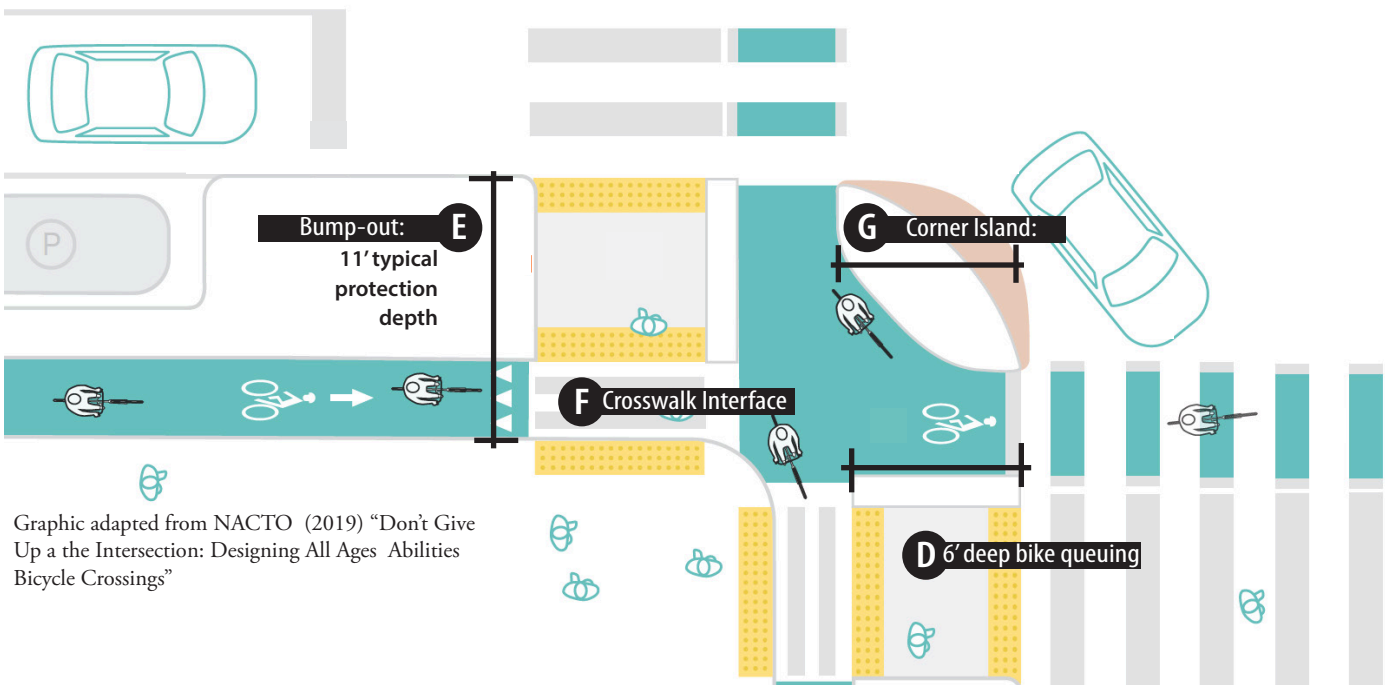 P
Bump-out: E
11' typical
protection
depth
G Corner Island:
F Crosswalk Interface
Graphic adapted from NACTO (2019) “Don’t Give
Up a the Intersection: Designing All Ages Abilities
Bicycle Crossings”
D 6' deep bike queuing